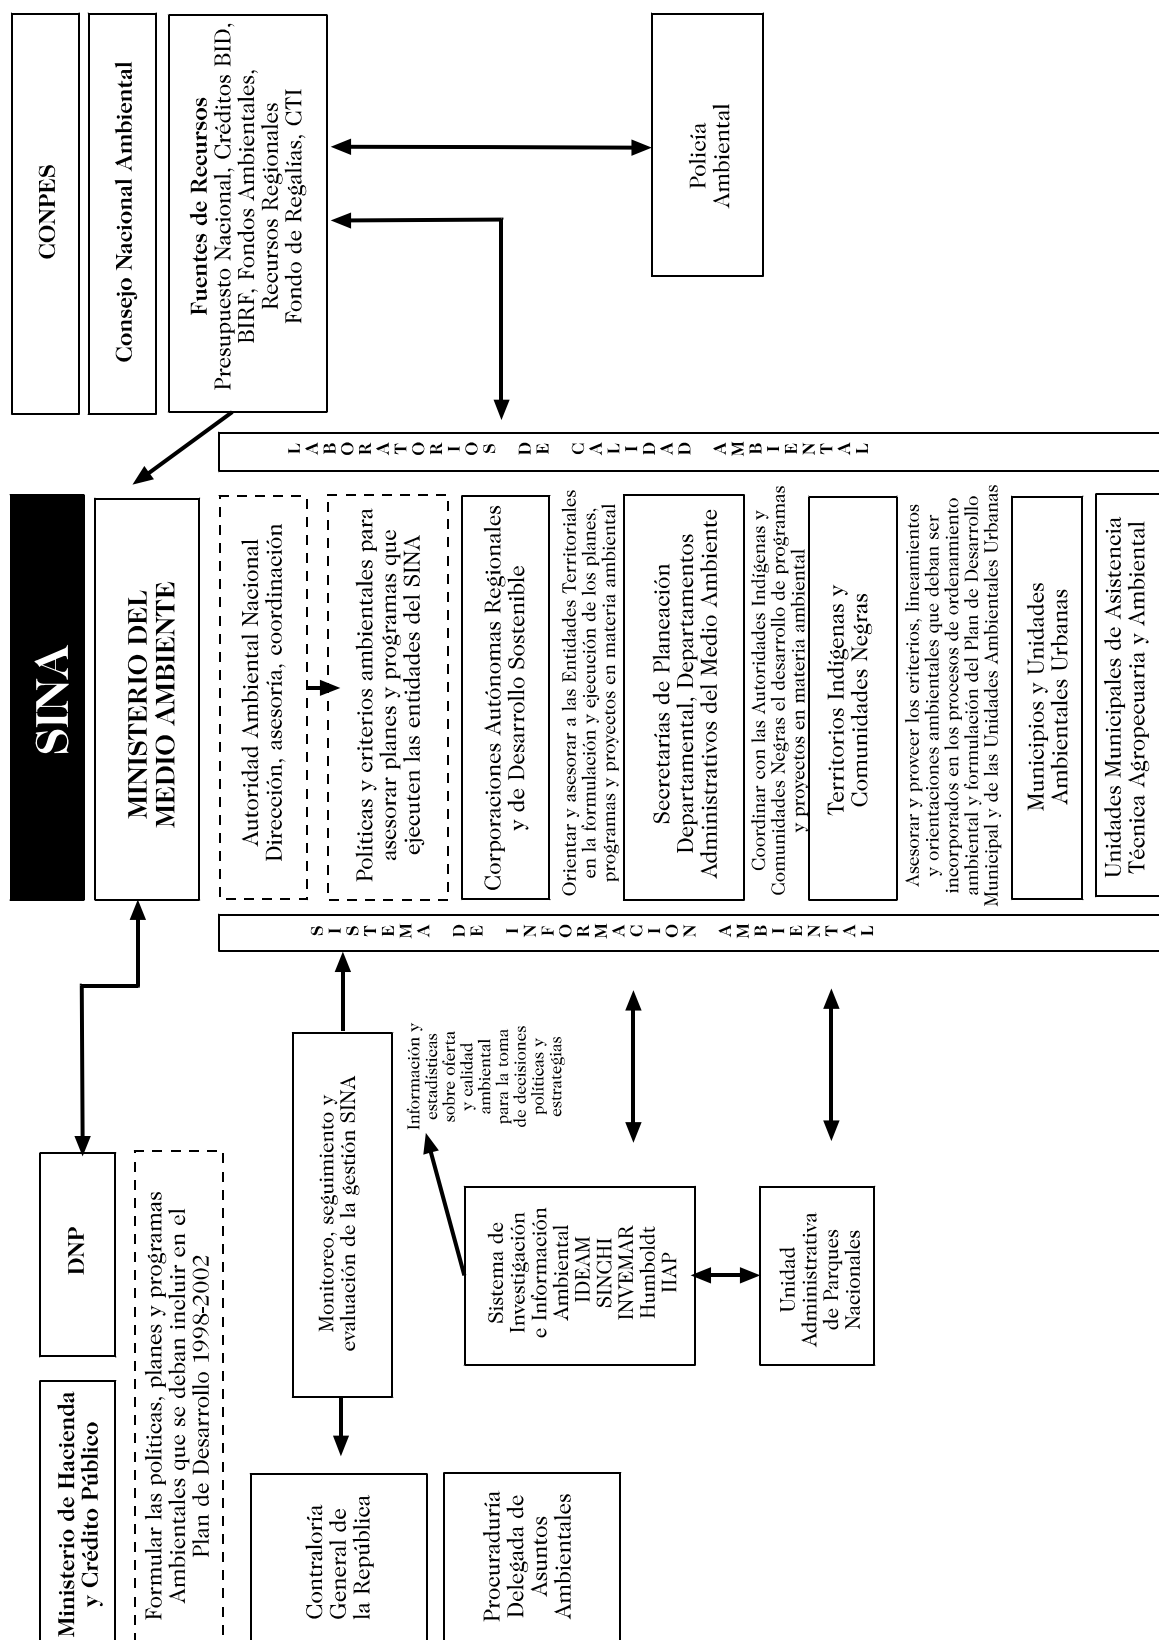 SINA
CONPES
Consejo Nacional Ambiental
Fuentes de Recursos
Presupuesto Nacional, Créditos BID,
BIRF, Fondos Ambientales,
Recursos Regionales
Fondo de Regalías, CTI
Policía
Ambiental
MINISTERIO DEL
MEDIO AMBIENTE
Autoridad Ambiental Nacional
Dirección, asesoría, coordinación
Políticas y criterios ambientales para
asesorar planes y programas que
ejecuten las entidades del SINA
Corporaciones Autónomas Regionales
y de Desarrollo Sostenible
Orientar y asesorar a las Entidades Territoriales
en la formulación y ejecución de los planes,
programas y proyectos en materia ambiental
Secretarías de Planeación
Departamental, Departamentos
Administrativos del Medio Ambiente
Coordinar con las Autoridades Indígenas y
Comunidades Negras el desarrollo de programas
y proyectos en materia ambiental
Territorios Indígenas y
Comunidades Negras
Asesorar y proveer los criterios, lineamientos
y orientaciones ambientales que deban ser
incorporados en los procesos de ordenamiento
ambiental y formulación del Plan de Desarrollo
Municipal y de las Unidades Ambientales Urbanas
Municipios y Unidades
Ambientales Urbanas
Unidades Municipales de Asistencia
Técnica Agropecuaria y Ambiental
LABORATORIOS DE CALIDAD AMBIENTAL
SISTEMA DE INFORMACION AMBIENTAL
DNP
Ministerio de Hacienda
y Crédito Público
Formular las políticas, planes y programas
Ambientales que se deban incluir en el
Plan de Desarrollo 1998-2002
Monitoreo, seguimiento y
evaluación de la gestión SINA
Información y
estadísticas
sobre oferta
y calidad
ambiental
para la toma
de decisiones
políticas y
estrategias
Sistema de
Investigación
e Información
Ambiental
IDEAM
SINCHI
INVEMAR
Humboldt
IIAP
Unidad
Administrativa
de Parques
Nacionales
Contraloría
General de
la República
Procuraduría
Delegada de
Asuntos
Ambientales